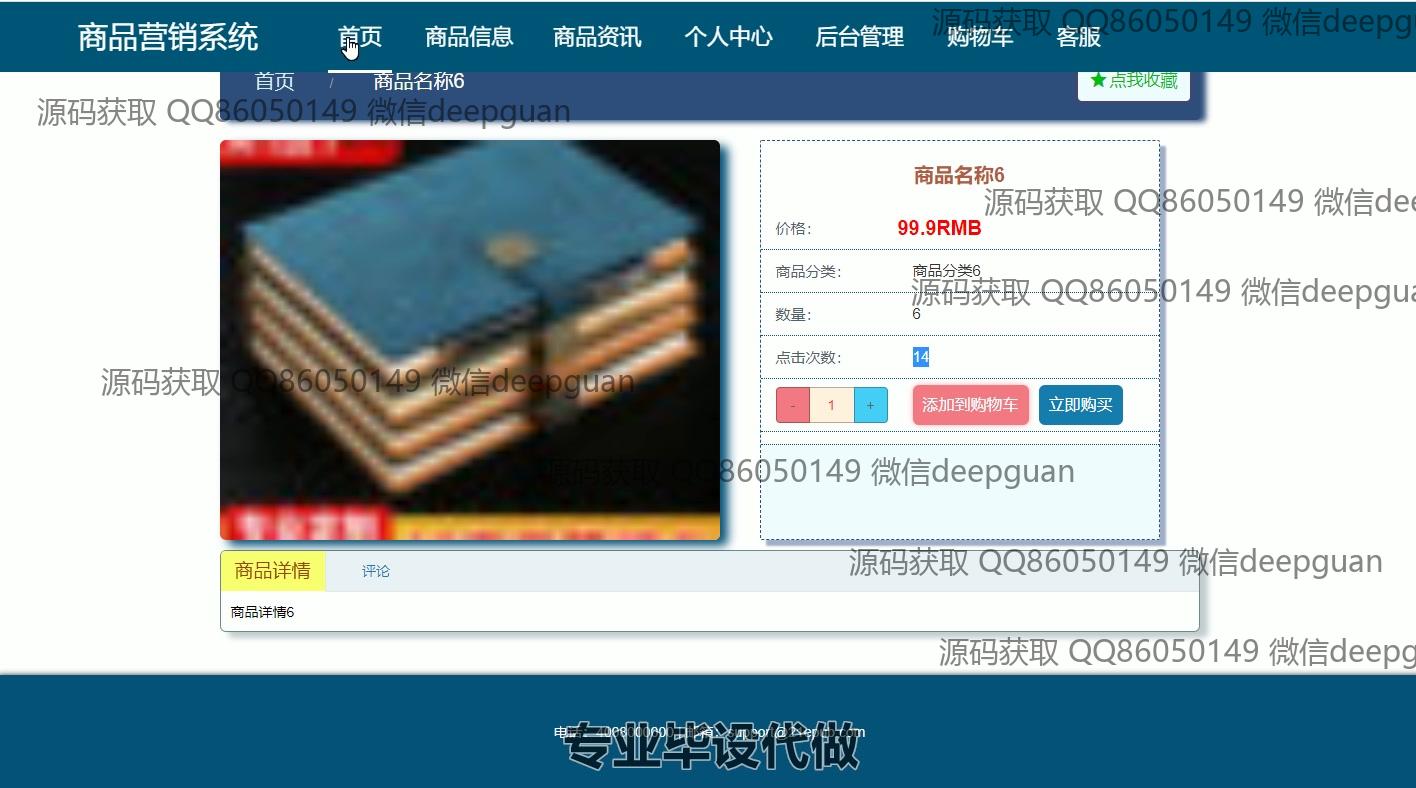 商品营销系统 首页 商品信息 商品资讯 个人中心 后台管理 购物车 客服
源码获取 QQ86050149 微信deepg
首页 / 商品名称6 ★点我收藏
源码获取 QQ86050149 微信deepguan
商品名称6
源码获取 QQ86050149 微信dee
价格： 99.9RMB
商品分类： 商品分类6
源码获取 QQ86050149 微信deepgua
数量： 6
点击次数： 14
源码获取 QQ86050149 微信deepguan
- 1 + 添加到购物车 立即购买
源码获取 QQ86050149 微信deepguan
源码获取 QQ86050149 微信deepguan
商品详情 评论
商品详情6
源码获取 QQ86050149 微信deepg
专业毕设代做